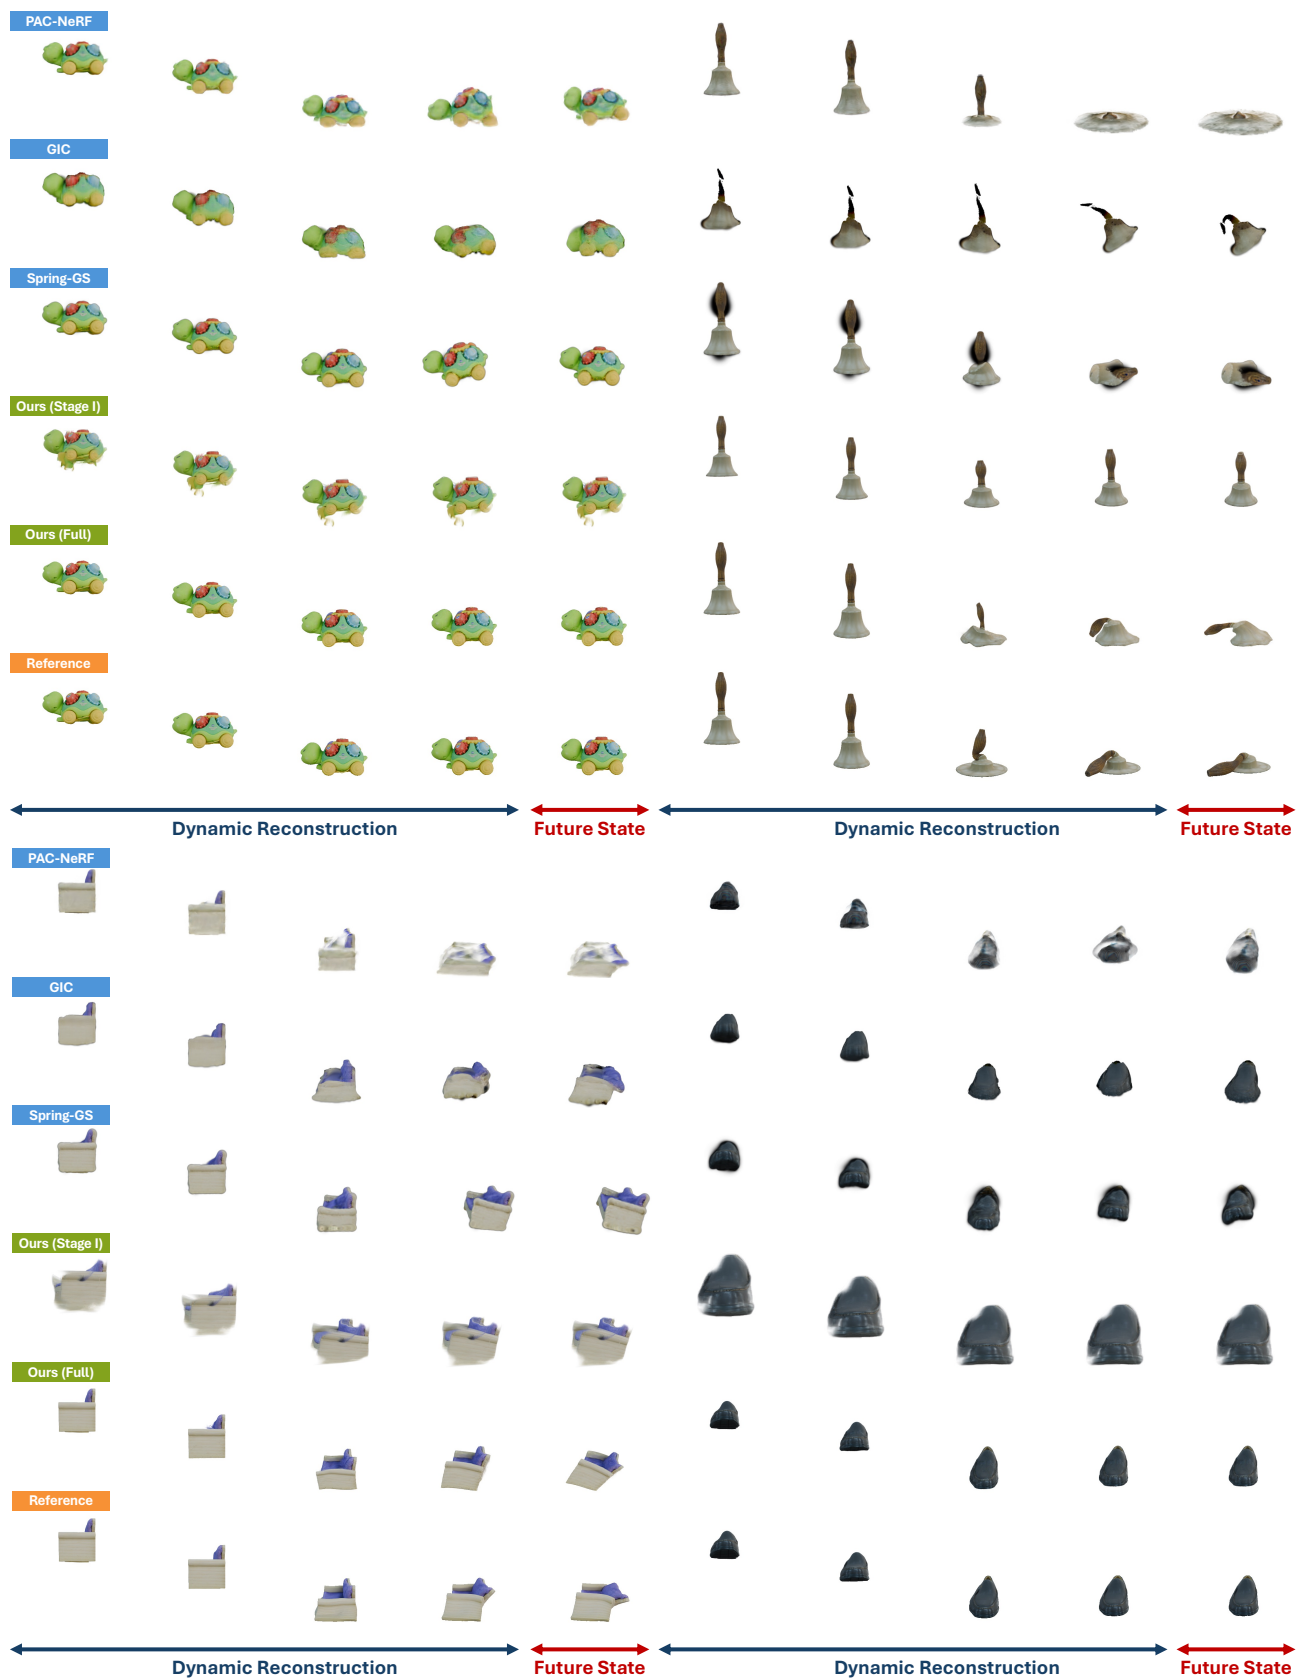 PAC-NeRF
GIC
Spring-GS
Ours (Stage I)
Ours (Full)
Reference
Dynamic Reconstruction
Future State
Dynamic Reconstruction
Future State
PAC-NeRF
GIC
Spring-GS
Ours (Stage I)
Ours (Full)
Reference
Dynamic Reconstruction
Future State
Dynamic Reconstruction
Future State